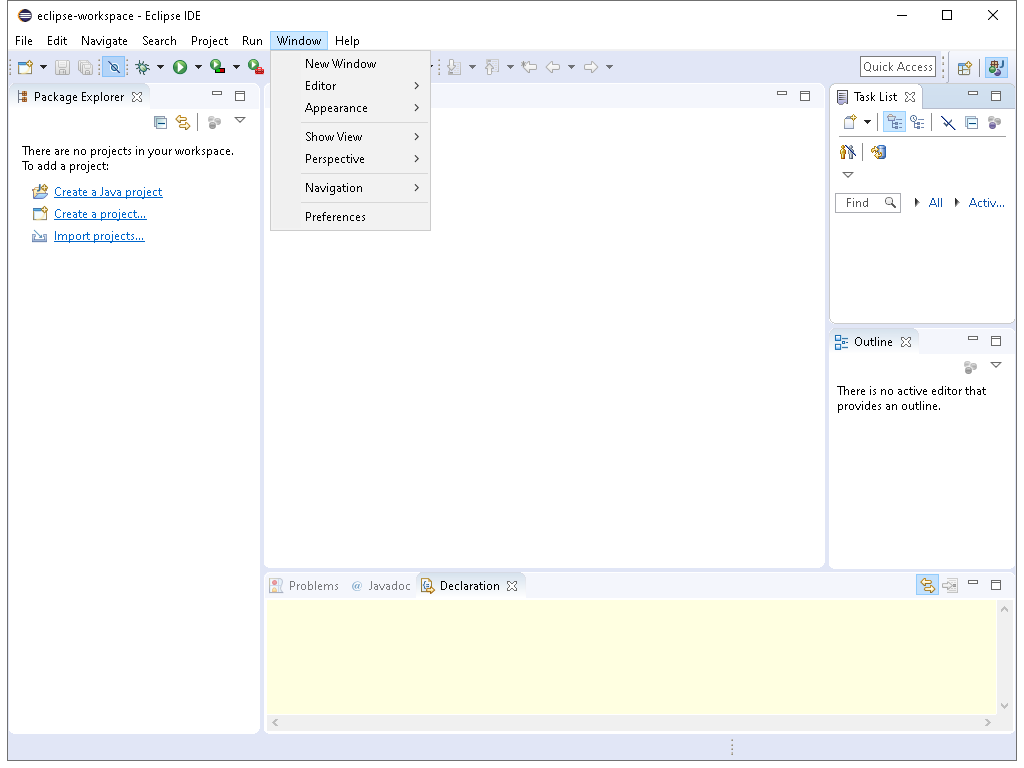 eclipse-workspace - Eclipse IDE
File Edit Navigate Search Project Run Window Help
New Window
Editor
Appearance
Show View
Perspective
Navigation
Preferences
Quick Access
Package Explorer
There are no projects in your workspace.
To add a project:
Create a Java project
Create a project...
Import projects...
Task List
Find
All
Activ...
Outline
There is no active editor that
provides an outline.
Problems @ Javadoc Declaration